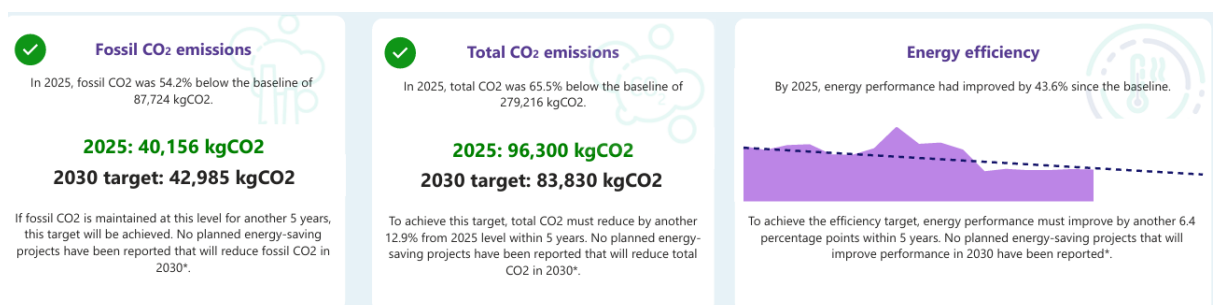 Fossil CO2 emissions
In 2025, fossil CO2 was 54.2% below the baseline of
87,724 kgCO2.
2025: 40,156 kgCO2
2030 target: 42,985 kgCO2
If fossil CO2 is maintained at this level for another 5 years,
this target will be achieved. No planned energy-saving
projects have been reported that will reduce fossil CO2 in
2030*.
Total CO2 emissions
In 2025, total CO2 was 65.5% below the baseline of
279,216 kgCO2.
2025: 96,300 kgCO2
2030 target: 83,830 kgCO2
To achieve this target, total CO2 must reduce by another
12.9% from 2025 level within 5 years. No planned energy-
saving projects have been reported that will reduce total
CO2 in 2030*.
CO2
Energy efficiency
By 2025, energy performance had improved by 43.6% since the baseline.
To achieve the efficiency target, energy performance must improve by another 6.4
percentage points within 5 years. No planned energy-saving projects that will
improve performance in 2030 have been reported*.